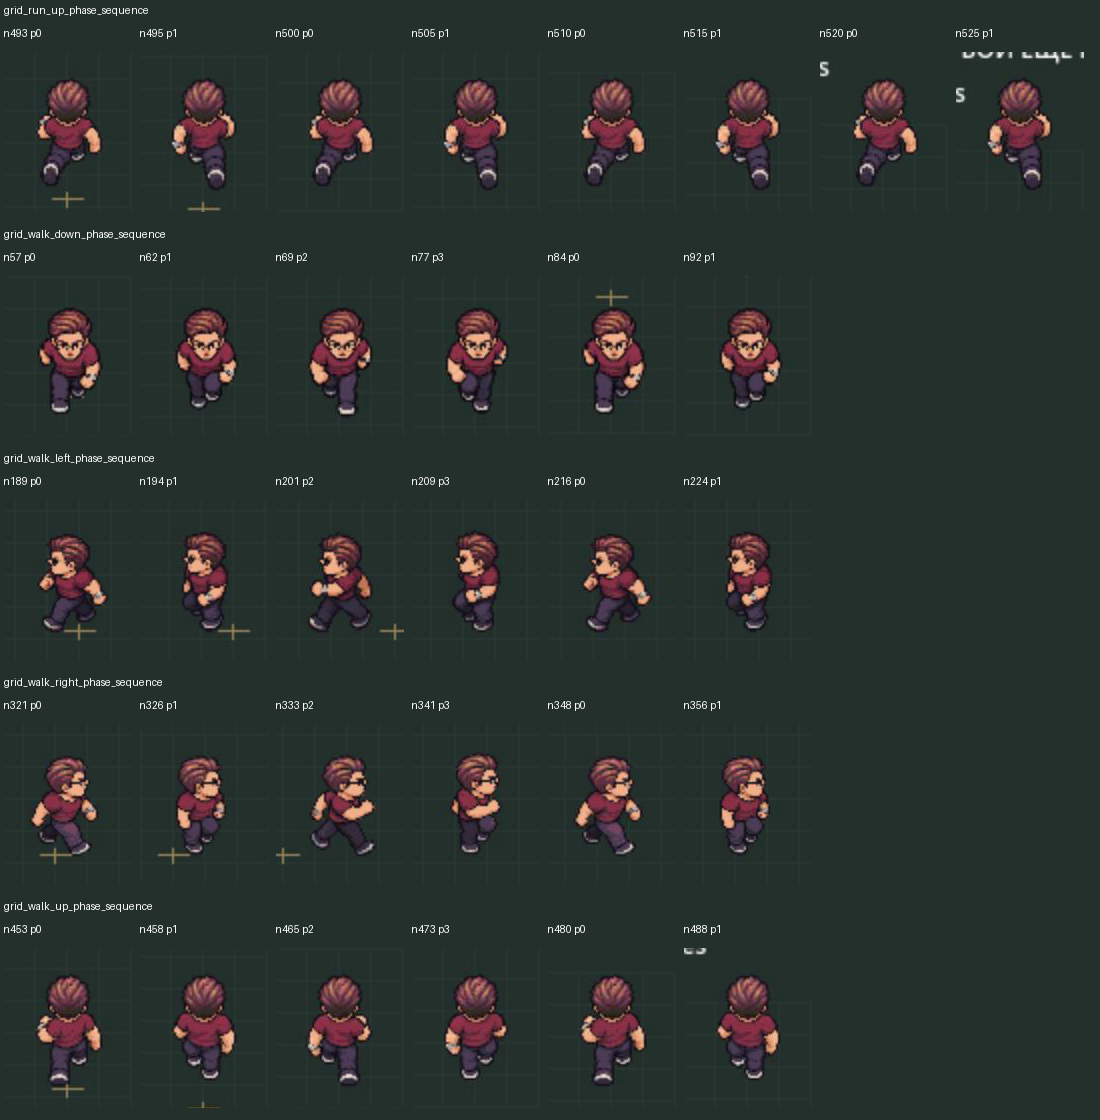 grid_run_up_phase_sequence
n493 p0 n495 p1 n500 p0 n505 p1 n510 p0 n515 p1 n520 p0 n525 p1
S
S
grid_walk_down_phase_sequence
n57 p0 n62 p1 n69 p2 n77 p3 n84 p0 n92 p1
grid_walk_left_phase_sequence
n189 p0 n194 p1 n201 p2 n209 p3 n216 p0 n224 p1
grid_walk_right_phase_sequence
n321 p0 n326 p1 n333 p2 n341 p3 n348 p0 n356 p1
grid_walk_up_phase_sequence
n453 p0 n458 p1 n465 p2 n473 p3 n480 p0 n488 p1